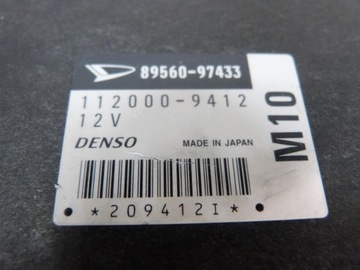 89560-97433
112000-9412
12V
DENSO MADE IN JAPAN
M10
*209412I*